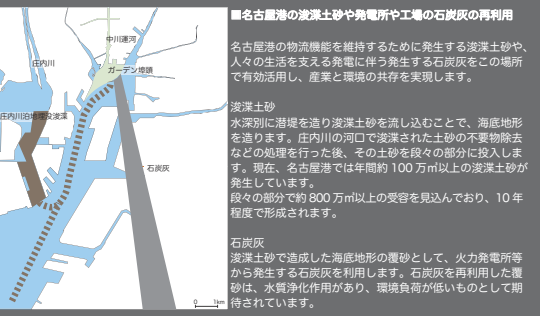 ■名古屋港の浚渫土砂や発電所や工場の石炭灰の再利用
名古屋港の物流機能を維持するために発生する浚渫土砂や、
人々の生活を支える発電に伴う発生する石炭灰をこの場所
で有効活用し、産業と環境の共存を実現します。
浚渫土砂
水深別に潜堤を造り浚渫土砂を流し込むことで、海底地形
を造ります。庄内川の河口で浚渫された土砂の不要物除去
などの処理を行った後、その土砂を段々の部分に投入しま
す。現在、名古屋港では年間約 100 万㎥以上の浚渫土砂が
発生しています。
段々の部分で約 800 万㎥以上の受容を見込んでおり、10 年
程度で形成されます。
石炭灰
浚渫土砂で造成した海底地形の覆砂として、火力発電所等
から発生する石炭灰を利用します。石炭灰を再利用した覆
砂は、水質浄化作用があり、環境負荷が低いものとして期
待されています。
中川運河
庄内川
ガーデン埠頭
庄内川泊地埋没浚渫
石炭灰
0 1km